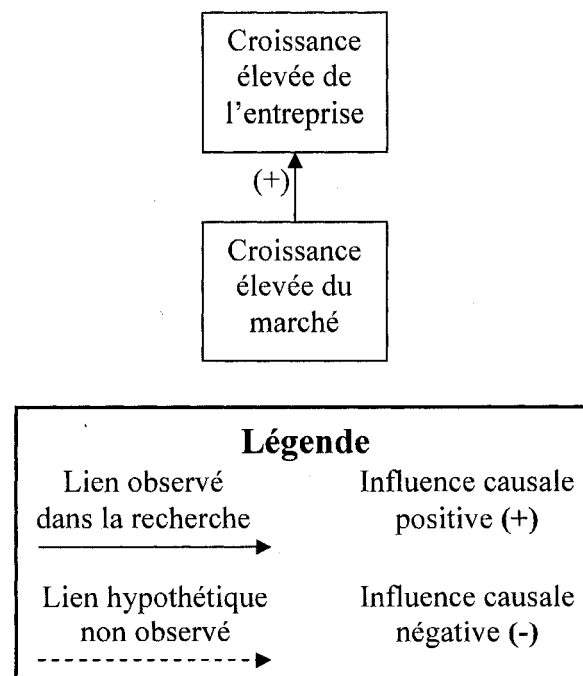 Croissance
élevée de
l'entreprise
(+)
Croissance
élevée du
marché
Légende
Lien observé
dans la recherche
Influence causale
positive (+)
Lien hypothétique
non observé
Influence causale
négative (-)